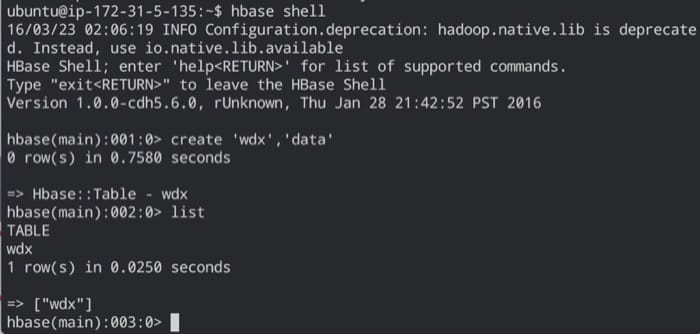 ubuntu@ip-172-31-5-135:~$ hbase shell
16/03/23 02:06:19 INFO Configuration.deprecation: hadoop.native.lib is deprecate
d. Instead, use io.native.lib.available
HBase Shell; enter 'help<RETURN>' for list of supported commands.
Type "exit<RETURN>" to leave the HBase Shell
Version 1.0.0-cdh5.6.0, rUnknown, Thu Jan 28 21:42:52 PST 2016

hbase(main):001:0> create 'wdx','data'
0 row(s) in 0.7580 seconds

=> Hbase::Table - wdx
hbase(main):002:0> list
TABLE
wdx
1 row(s) in 0.0250 seconds

=> ["wdx"]
hbase(main):003:0>